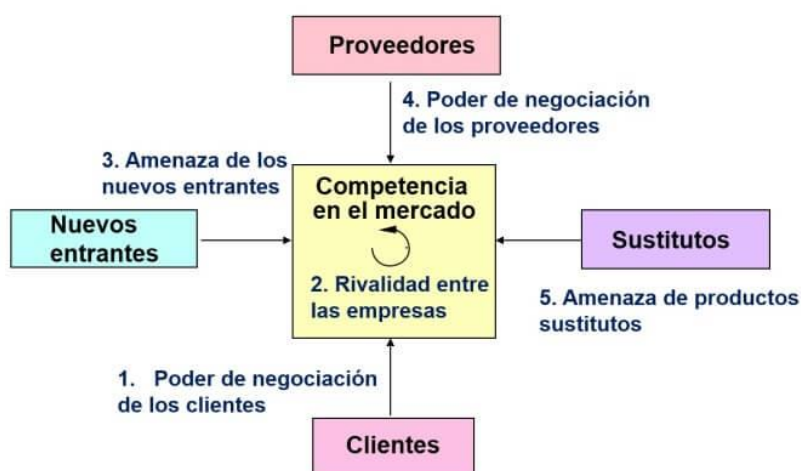 Proveedores
4. Poder de negociación
de los proveedores
3. Amenaza de los
nuevos entrantes
Competencia
en el mercado
Nuevos
entrantes
Sustitutos
2. Rivalidad entre
las empresas
5. Amenaza de productos
sustitutos
1. Poder de negociación
de los clientes
Clientes